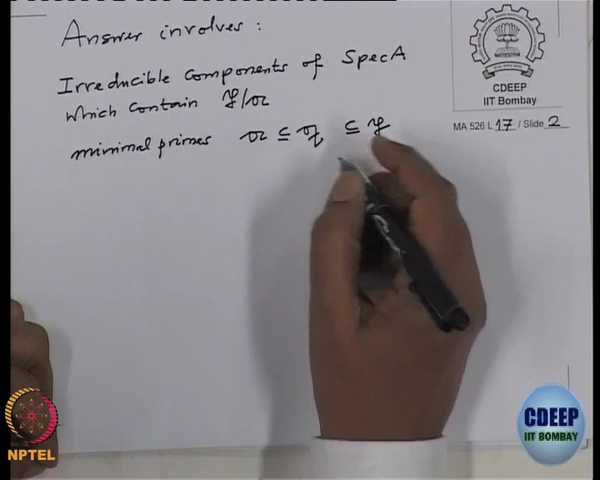 Answer involves:
Irreducible components of Spec A
which contain 𝔭/𝔞
minimal primes 𝔞 ⊆ 𝔮 ⊆ 𝔭
CDEEP
IIT Bombay
MA 526 L 17 / Slide 2
NPTEL
CDEEP
IIT BOMBAY